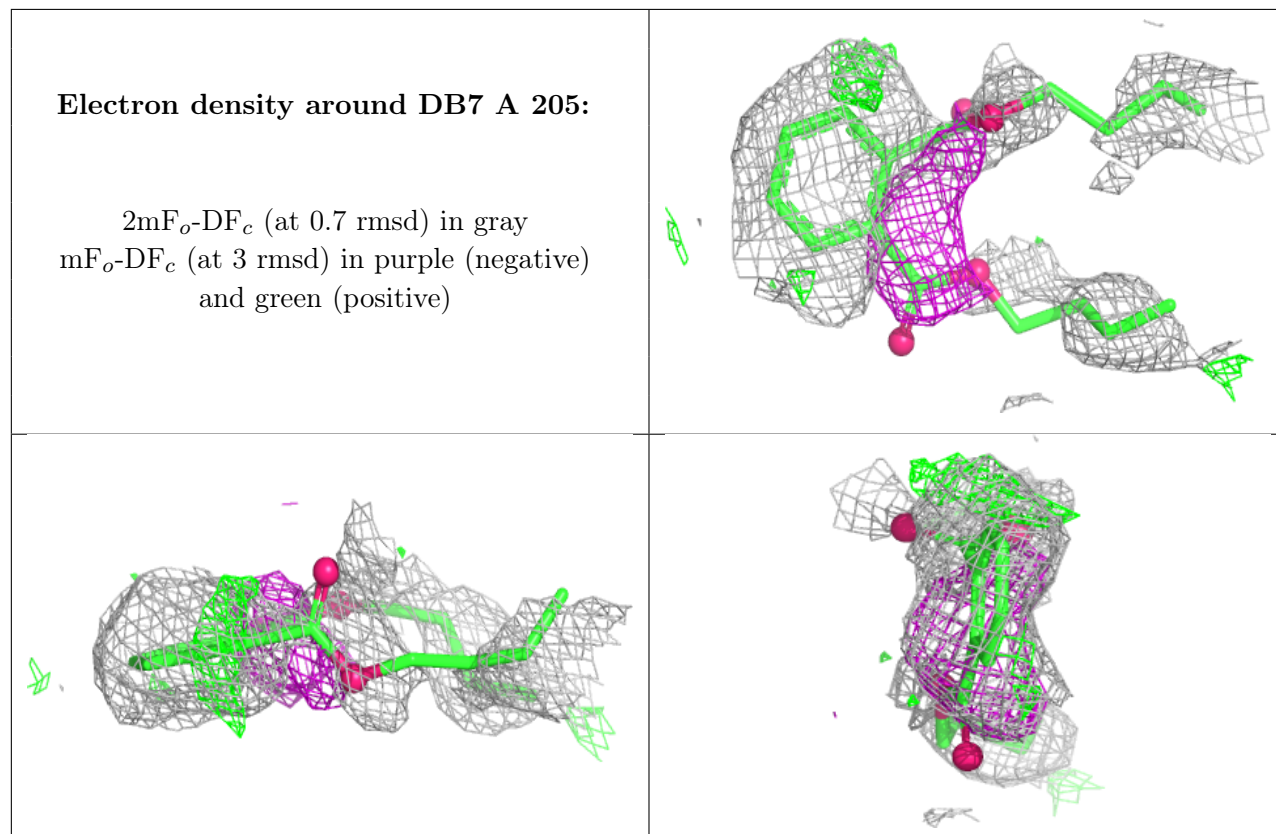 Electron density around DB7 A 205:
2mFo-DFc (at 0.7 rmsd) in gray
mFo-DFc (at 3 rmsd) in purple (negative)
and green (positive)